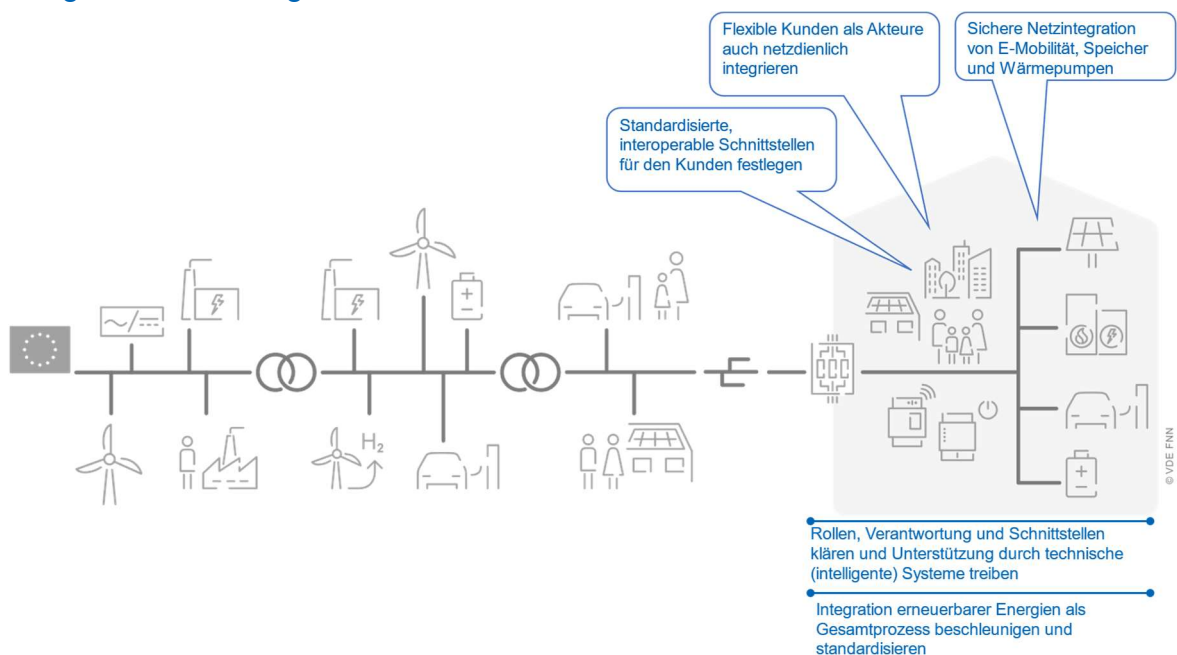 Flexible Kunden als Akteure
auch netzdienlich
integrieren
Sichere Netzintegration
von E-Mobilität, Speicher
und Wärmepumpen
Standardisierte,
interoperable Schnittstellen
für den Kunden festlegen
H₂
© VDE FNN
Rollen, Verantwortung und Schnittstellen
klären und Unterstützung durch technische
(intelligente) Systeme treiben
Integration erneuerbarer Energien als
Gesamtprozess beschleunigen und
standardisieren